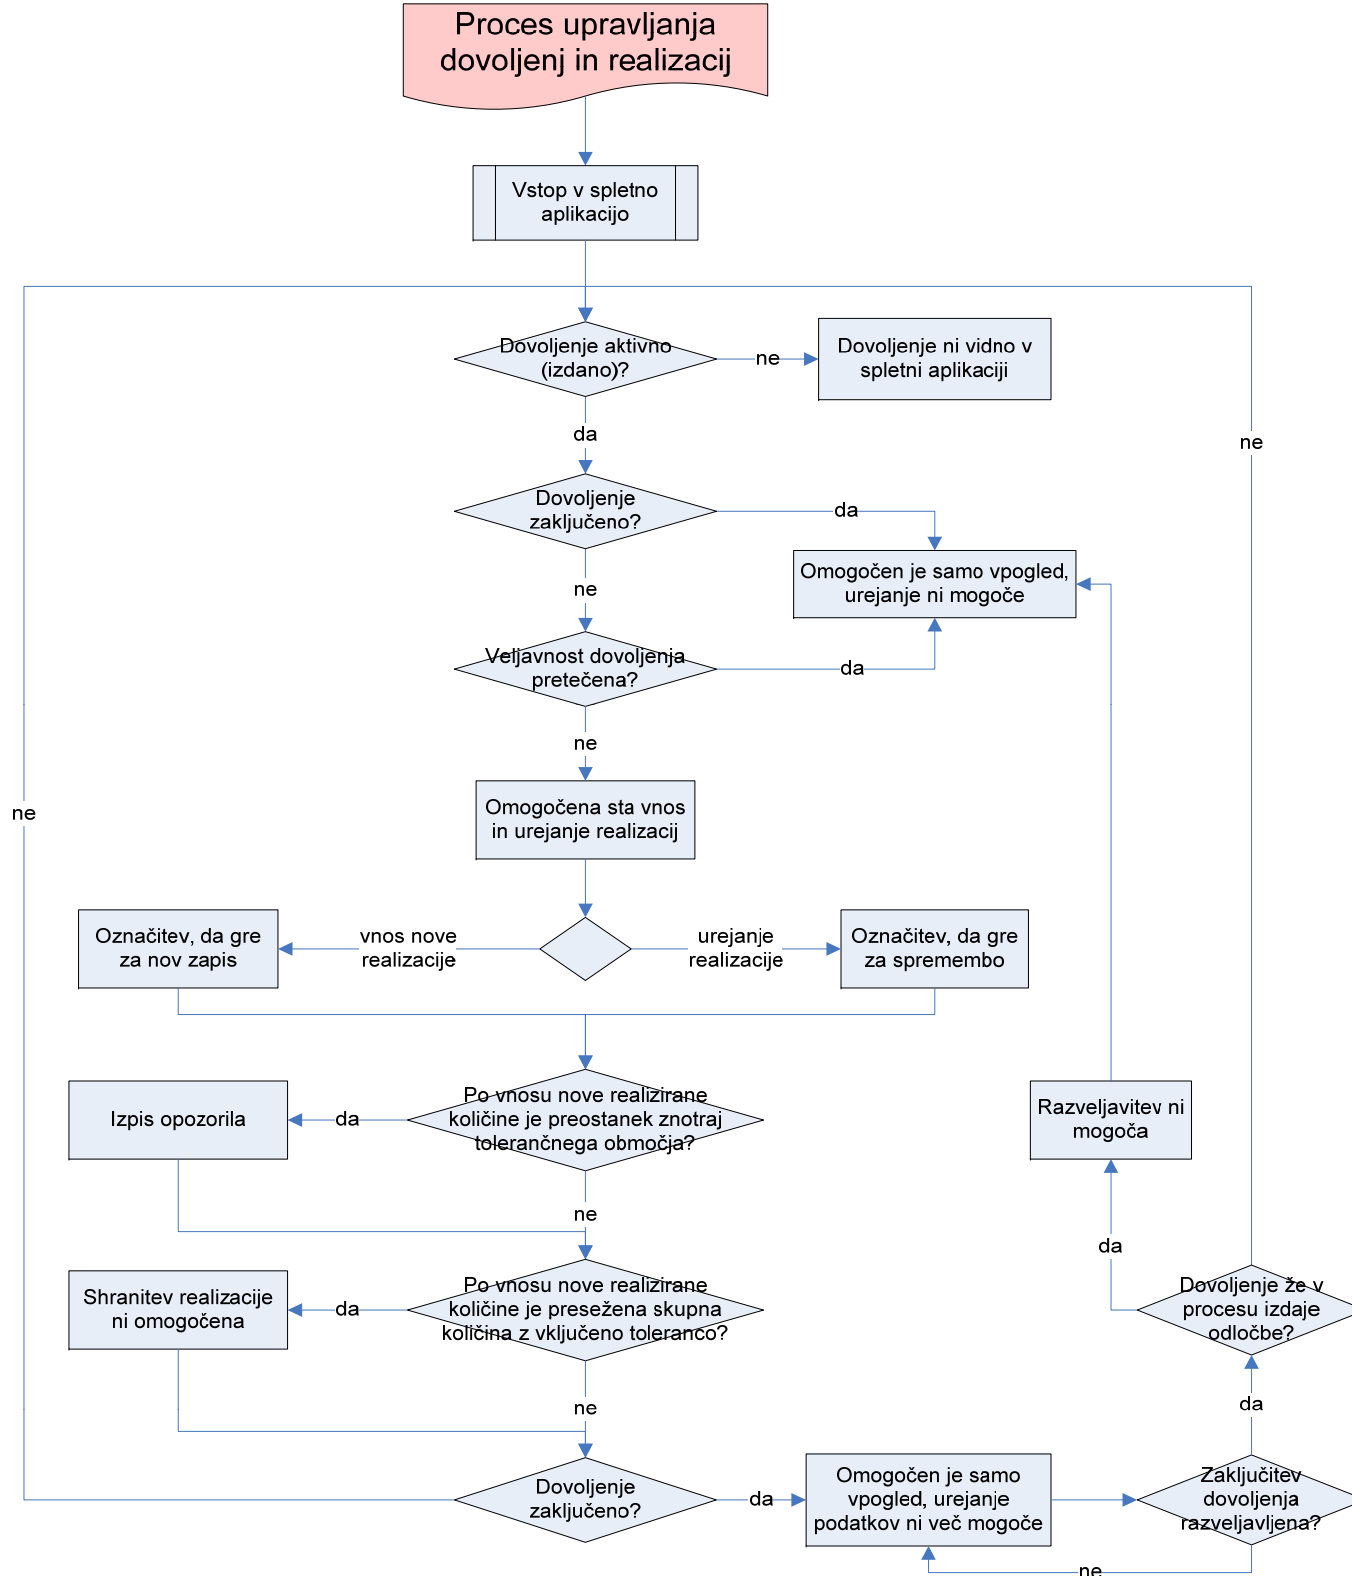 Proces upravljanja
dovoljenj in realizacij
Vstop v spletno
aplikacijo
Dovoljenje aktivno
(izdano)?
ne
Dovoljenje ni vidno v
spletni aplikaciji
da
ne
Dovoljenje
zaključeno?
da
Omogočen je samo vpogled,
urejanje ni mogoče
ne
Veljavnost dovoljenja
pretečena?
da
ne
Omogočena sta vnos
in urejanje realizacij
ne
Označitev, da gre
za nov zapis
vnos nove
realizacije
urejanje
realizacije
Označitev, da gre
za spremembo
Izpis opozorila
da
Po vnosu nove realizirane
količine je preostanek znotraj
tolerančnega območja?
Razveljavitev ni
mogoča
ne
da
Shranitev realizacije
ni omogočena
da
Po vnosu nove realizirane
količine je presežena skupna
količina z vključeno toleranco?
Dovoljenje že v
procesu izdaje
odločbe?
ne
da
Dovoljenje
zaključeno?
da
Omogočen je samo
vpogled, urejanje
podatkov ni več mogoče
Zaključitev
dovoljenja
razveljavljena?
ne